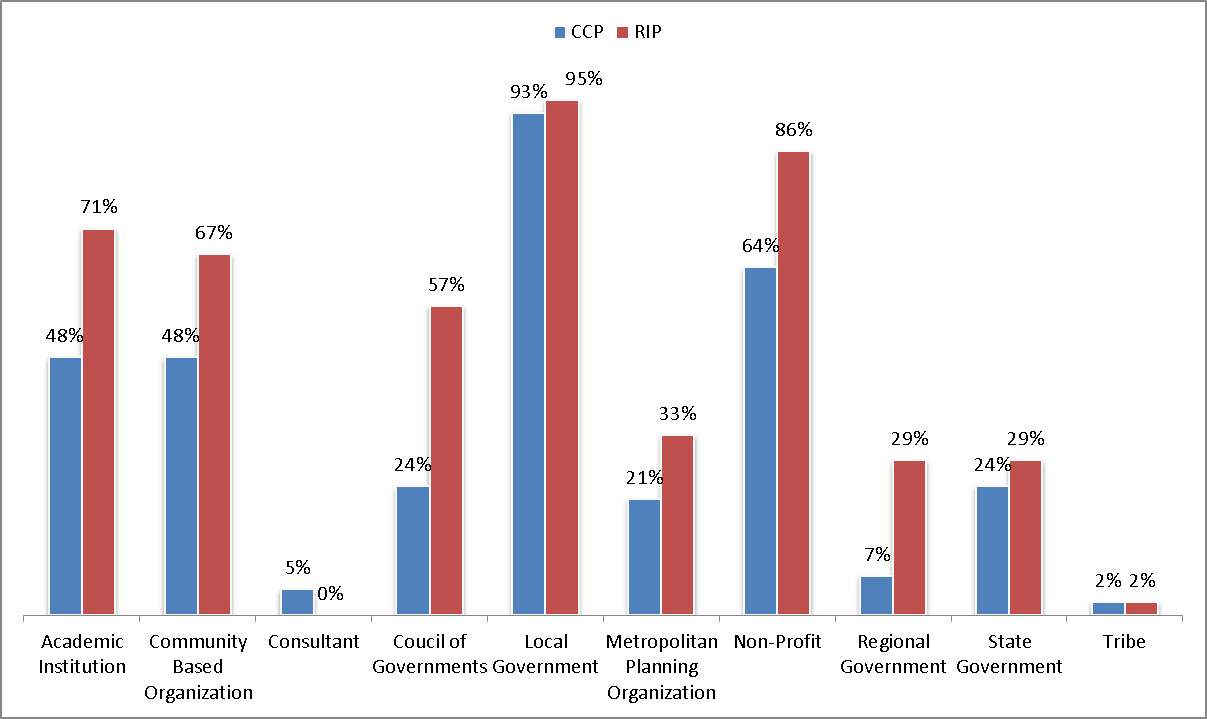 CCP RIP
93% 95%
86%
71%
67%
64%
57%
48% 48%
33%
29% 29%
24% 24%
21%
7%
5%
0%
2% 2%
Academic
Institution
Community
Based
Organization
Consultant
Coucil of
Governments
Local
Government
Metropolitan
Planning
Organization
Non-Profit
Regional
Government
State
Government
Tribe